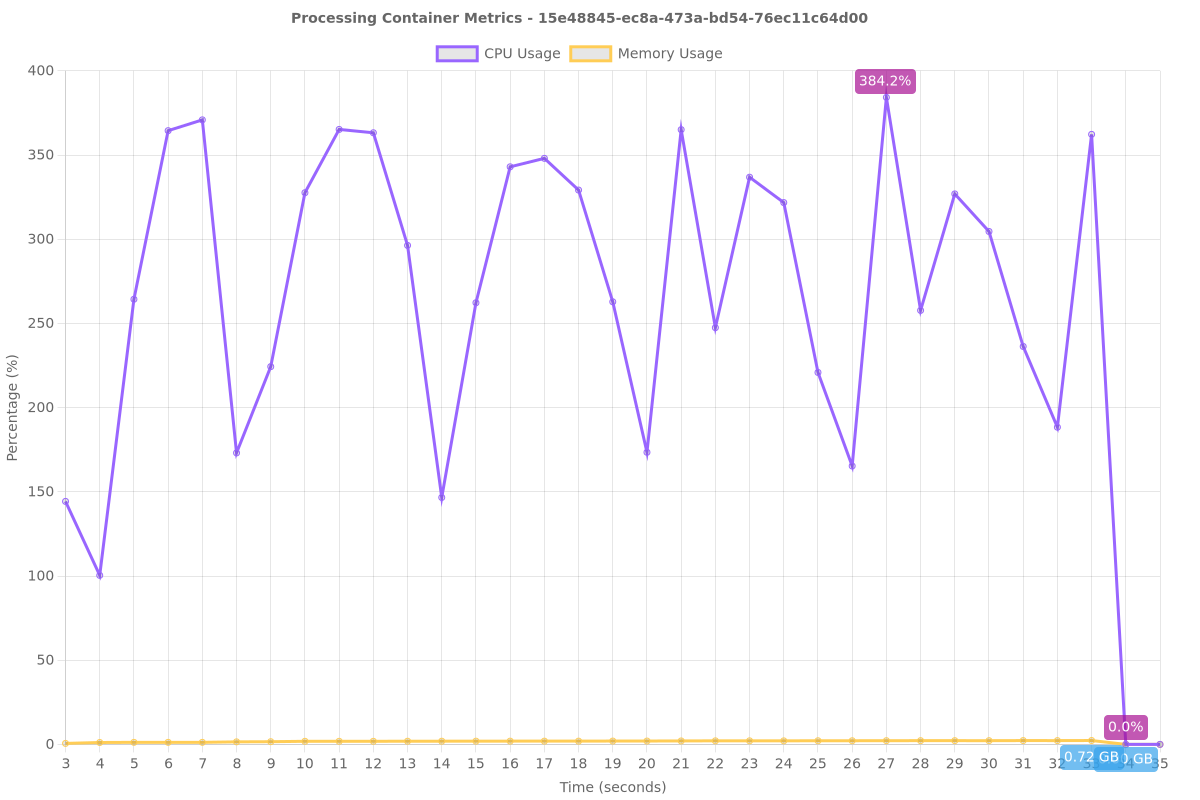 Processing Container Metrics - 15e48845-ec8a-473a-bd54-76ec11c64d00
CPU Usage
Memory Usage
400
384.2%
350
300
250
200
150
100
50
0
Percentage (%)
0.0%
0.72 GB
GB
3 4 5 6 7 8 9 10 11 12 13 14 15 16 17 18 19 20 21 22 23 24 25 26 27 28 29 30 31 32 33 34 35
Time (seconds)